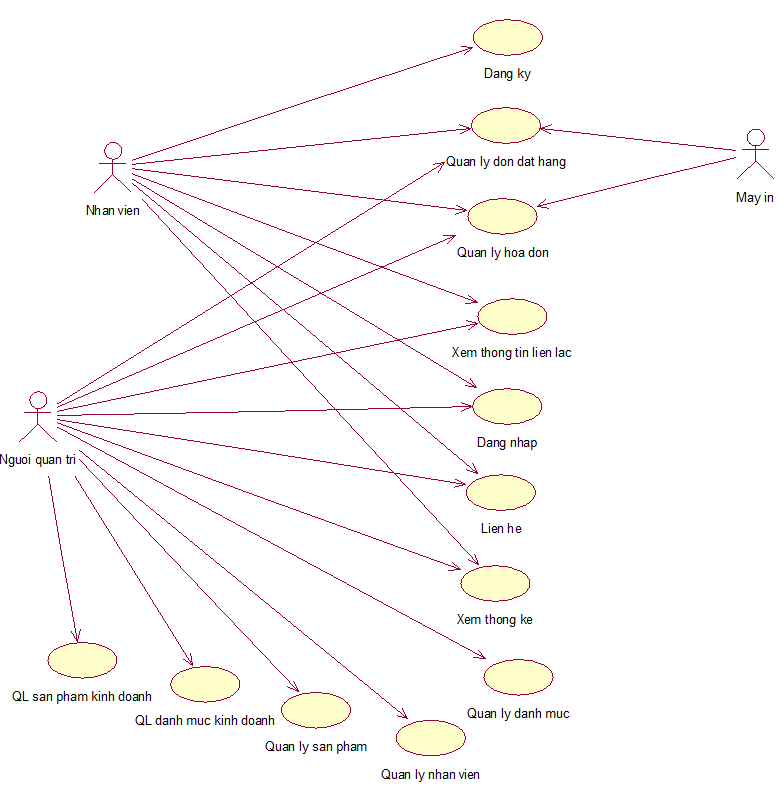 Dang ky
Quan ly don dat hang
May in
Nhan vien
Quan ly hoa don
Xem thong tin lien lac
Dang nhap
Nguoi quan tri
Lien he
Xem thong ke
QL san pham kinh doanh
Quan ly danh muc
QL danh muc kinh doanh
Quan ly san pham
Quan ly nhan vien